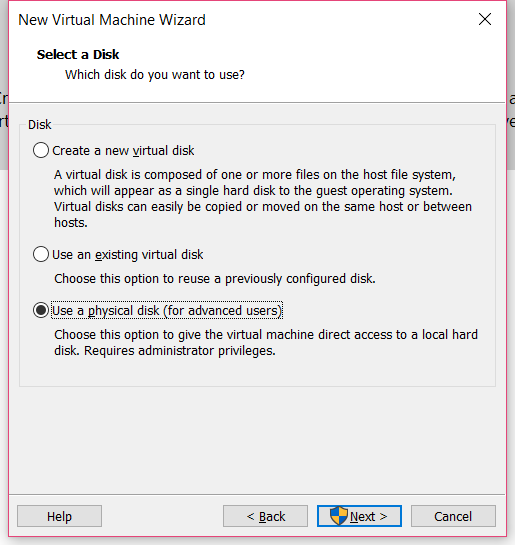 New Virtual Machine Wizard
Select a Disk
Which disk do you want to use?
Disk
Create a new virtual disk
A virtual disk is composed of one or more files on the host file system,
which will appear as a single hard disk to the guest operating system.
Virtual disks can easily be copied or moved on the same host or between
hosts.
Use an existing virtual disk
Choose this option to reuse a previously configured disk.
Use a physical disk (for advanced users)
Choose this option to give the virtual machine direct access to a local hard
disk. Requires administrator privileges.
Help
< Back
Next >
Cancel